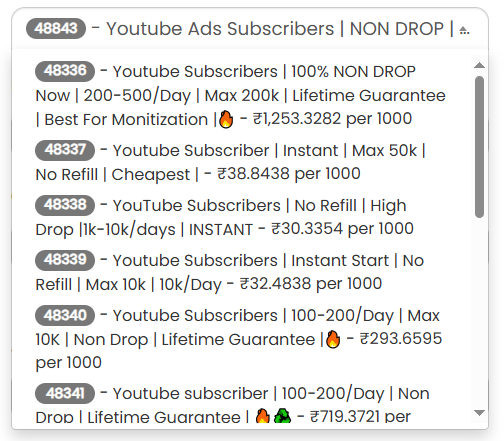 48843 - Youtube Ads Subscribers | NON DROP | ...
48336 - Youtube Subscribers | 100% NON DROP
Now | 200-500/Day | Max 200k | Lifetime Guarantee
| Best For Monitization |🔥 - ₹1,253.3282 per 1000
48337 - Youtube Subscriber | Instant | Max 50k |
No Refill | Cheapest | - ₹38.8438 per 1000
48338 - YouTube Subscribers | No Refill | High
Drop |1k-10k/days | INSTANT - ₹30.3354 per 1000
48339 - Youtube Subscribers | Instant Start | No
Refill | Max 10k | 10k/Day - ₹32.4838 per 1000
48340 - Youtube Subscribers | 100-200/Day | Max
10K | Non Drop | Lifetime Guarantee |🔥 - ₹293.6595
per 1000
48341 - Youtube subscriber | 100-200/Day | Non
Drop | Lifetime Guarantee | 🔥♻ - ₹719.3721 per